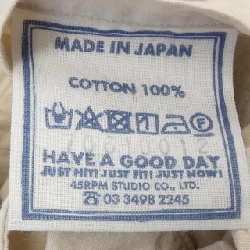 MADE IN JAPAN
COTTON 100%
HAVE A GOOD DAY
JUST HIT! JUST FIT! JUST NOW!
45RPM STUDIO CO., LTD.
☎ 03 3498 2245